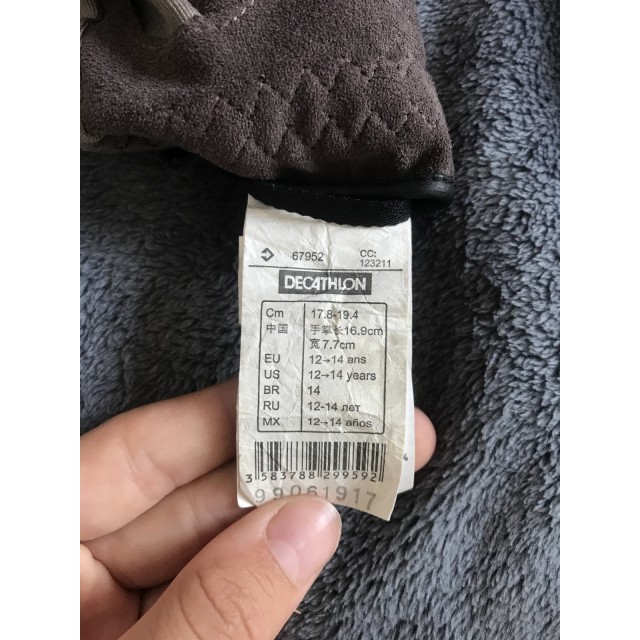 67952 CC:
123211
DECATHLON
Cm 17.8-19.4
中国 手掌长16.9cm
宽7.7cm
EU 12→14 ans
US 12→14 years
BR 14
RU 12-14 лет
MX 12→14 años
3 583788 299592
99061917